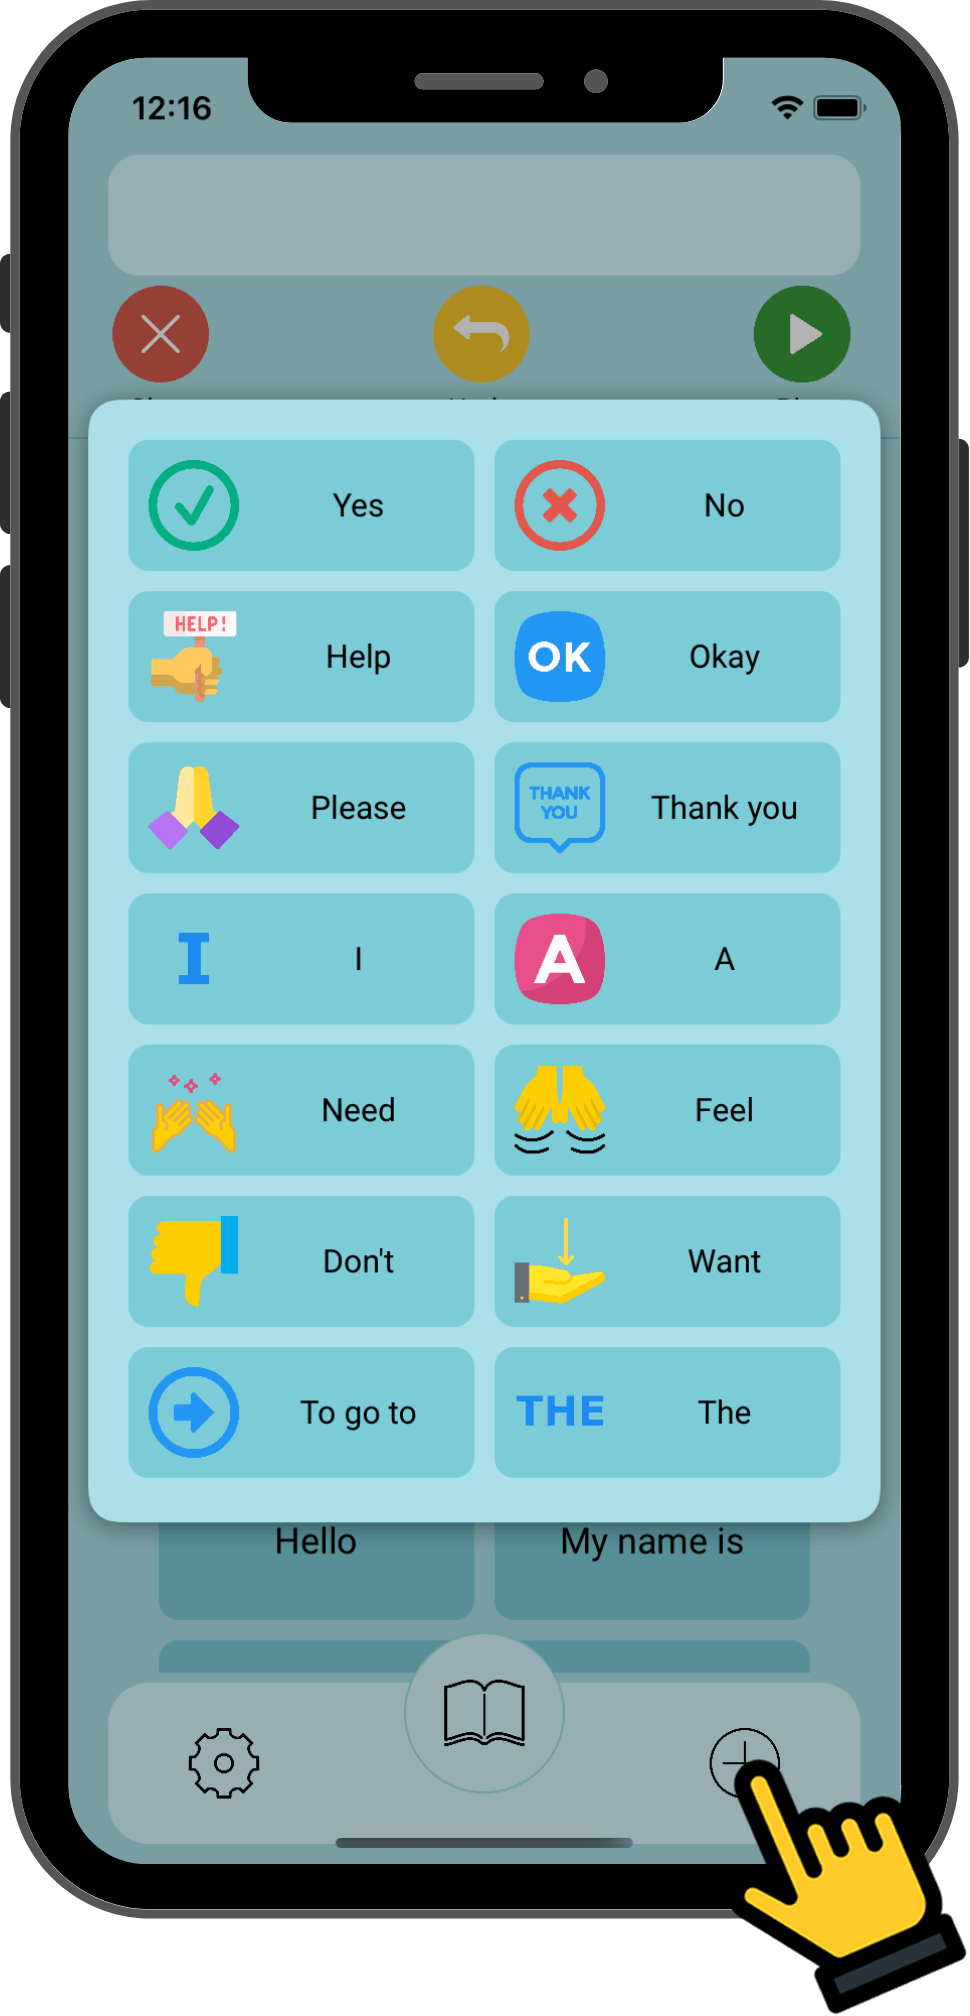 12:16
Yes
No
HELP!
Help
OK
Okay
Please
THANK
YOU
Thank you
I
I
A
A
Need
Feel
Don't
Want
To go to
THE
The
Hello
My name is